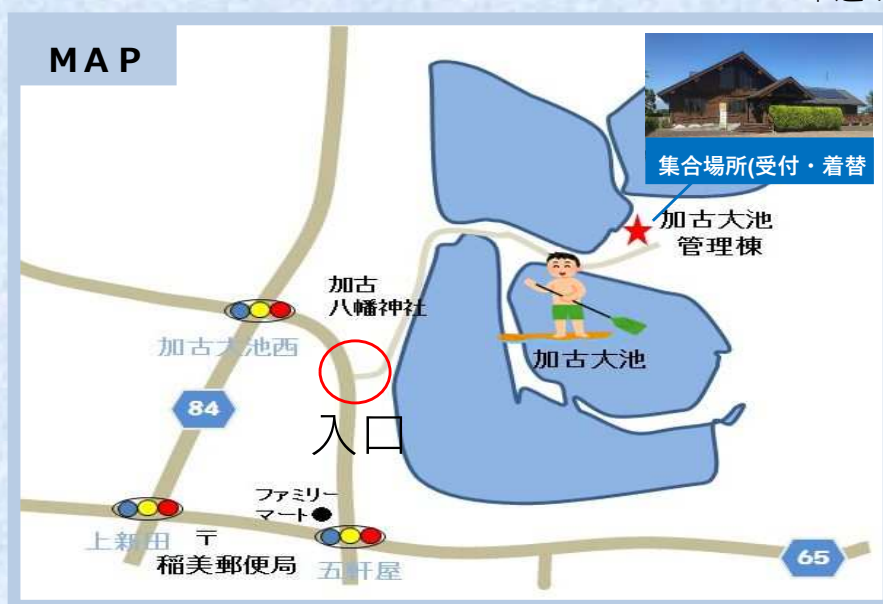 MAP
集合場所(受付・着替
加古大池
管理棟
加古
八幡神社
加古大池西
加古大池
84
入口
ファミリー
マート
上新田
〒
稲美郵便局
五軒屋
65